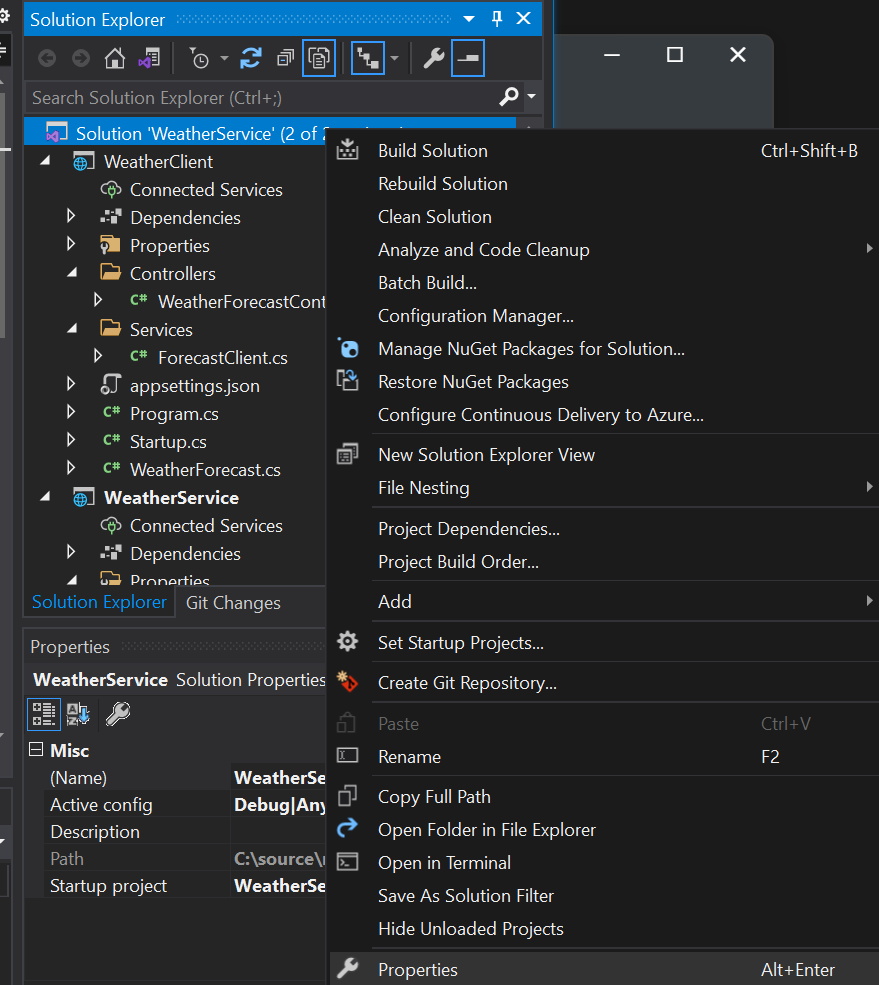 Solution Explorer
Search Solution Explorer (Ctrl+;)
Solution 'WeatherService' (2 of
WeatherClient
Connected Services
Dependencies
Properties
Controllers
C# WeatherForecastCont
Services
C# ForecastClient.cs
appsettings.json
C# Program.cs
C# Startup.cs
C# WeatherForecast.cs
WeatherService
Connected Services
Dependencies
Properties
Solution Explorer Git Changes
Properties
WeatherService Solution Properties
Misc
(Name) WeatherSe
Active config Debug|Any
Description
Path C:\source\
Startup project WeatherSe
Build Solution Ctrl+Shift+B
Rebuild Solution
Clean Solution
Analyze and Code Cleanup
Batch Build...
Configuration Manager...
Manage NuGet Packages for Solution...
Restore NuGet Packages
Configure Continuous Delivery to Azure...
New Solution Explorer View
File Nesting
Project Dependencies...
Project Build Order...
Add
Set Startup Projects...
Create Git Repository...
Paste Ctrl+V
Rename F2
Copy Full Path
Open Folder in File Explorer
Open in Terminal
Save As Solution Filter
Hide Unloaded Projects
Properties Alt+Enter